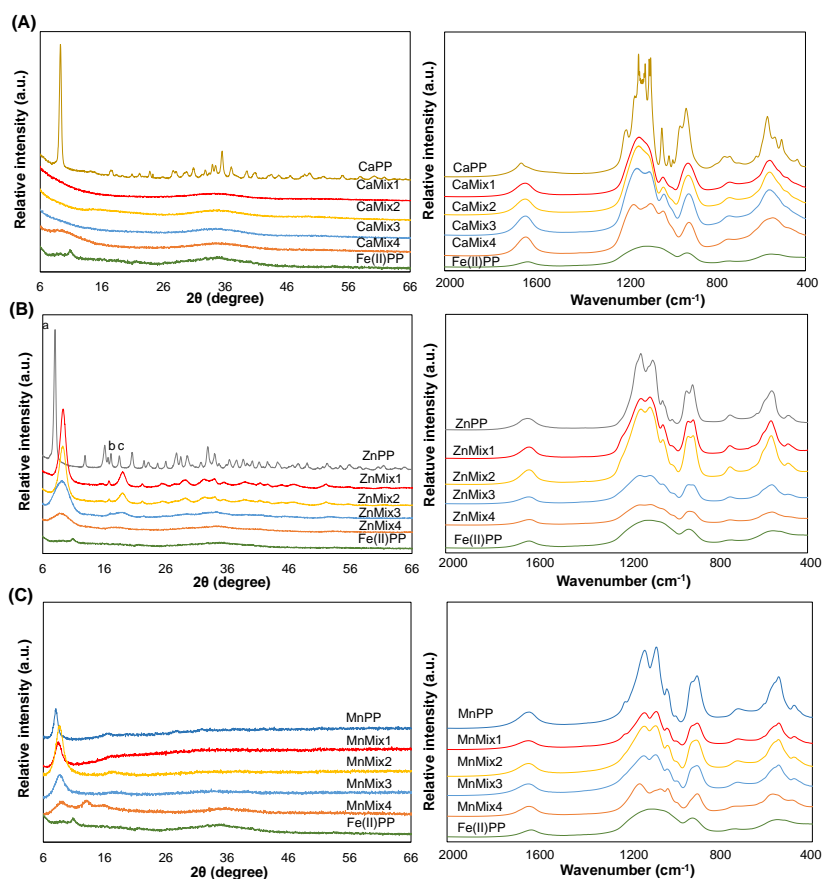 (A)
Relative intensity (a.u.)
CaPP
CaMix1
CaMix2
CaMix3
CaMix4
Fe(II)PP
6 16 26 36 46 56 66
2θ (degree)
Relative intensity (a.u.)
CaPP
CaMix1
CaMix2
CaMix3
CaMix4
Fe(II)PP
2000 1600 1200 800 400
Wavenumber (cm-1)
(B)
Relative intensity (a.u.)
a
b c
ZnPP
ZnMix1
ZnMix2
ZnMix3
ZnMix4
Fe(II)PP
6 16 26 36 46 56 66
2θ (degree)
Relatuve intensity (a.u.)
ZnPP
ZnMix1
ZnMix2
ZnMix3
ZnMix4
Fe(II)PP
2000 1600 1200 800 400
Wavenumber (cm-1)
(C)
Relative intensity (a.u.)
MnPP
MnMix1
MnMix2
MnMix3
MnMix4
Fe(II)PP
6 16 26 36 46 56 66
2θ (degree)
Relative intensity (a.u.)
MnPP
MnMix1
MnMix2
MnMix3
MnMix4
Fe(II)PP
2000 1600 1200 800 400
Wavenumber (cm-1)